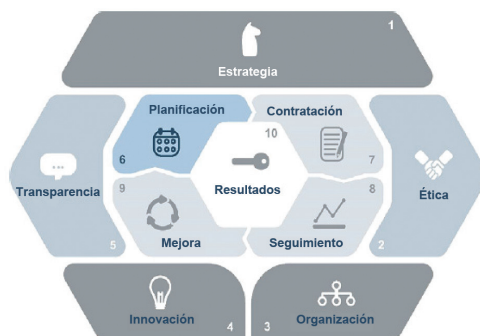 1
Estrategia
Planificación
Contratación
10
6
7
Transparencia
Resultados
Ética
9
8
Mejora
Seguimiento
5
2
Innovación
4
3
Organización